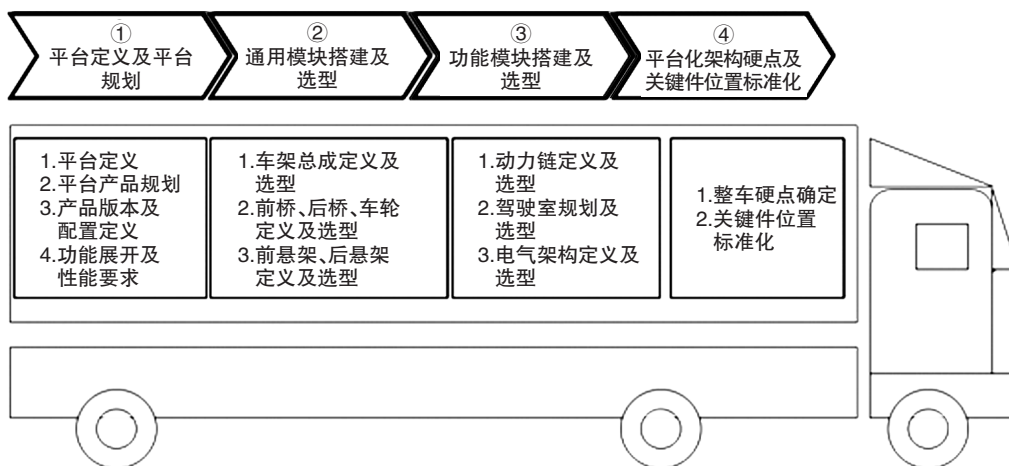 ①
平台定义及平台
规划
②
通用模块搭建及
选型
③
功能模块搭建及
选型
④
平台化架构硬点及
关键件位置标准化
1.平台定义
2.平台产品规划
3.产品版本及
配置定义
4.功能展开及
性能要求
1.车架总成定义及
选型
2.前桥、后桥、车轮
定义及选型
3.前悬架、后悬架
定义及选型
1.动力链定义及
选型
2.驾驶室规划及
选型
3.电气架构定义及
选型
1.整车硬点确定
2.关键件位置
标准化